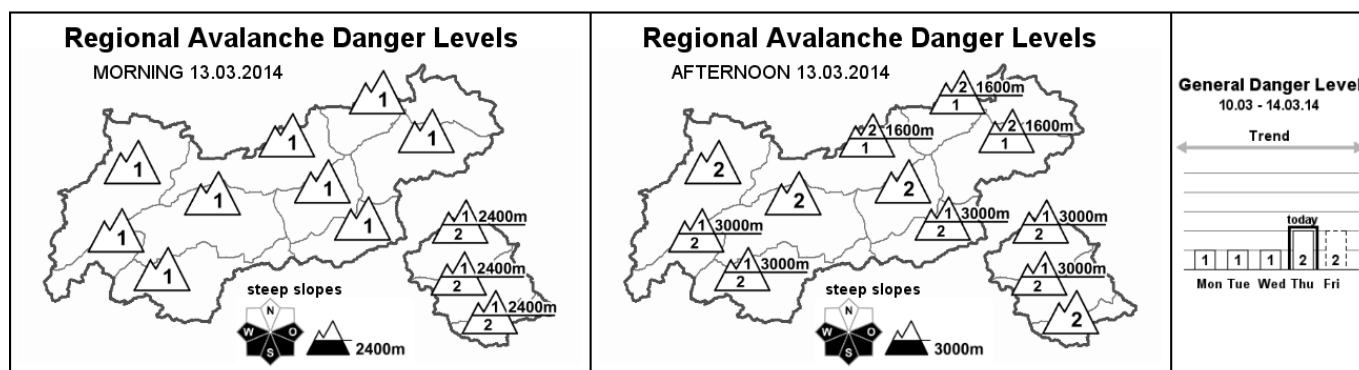 Regional Avalanche Danger Levels
MORNING 13.03.2014
1
1
1
1
1
1
1
1
1
1 2400m
2
1 2400m
2
1 2400m
2
steep slopes
N
W O
S
2400m
Regional Avalanche Danger Levels
AFTERNOON 13.03.2014
2 1600m
1
2 1600m
1
2 1600m
1
2
2
2
1 3000m
2
1 3000m
2
1 3000m
2
1 3000m
2
1 3000m
2
2
steep slopes
N
W O
S
3000m
General Danger Level
10.03 - 14.03.14
Trend
today
1 1 1 2 2
Mon Tue Wed Thu Fri